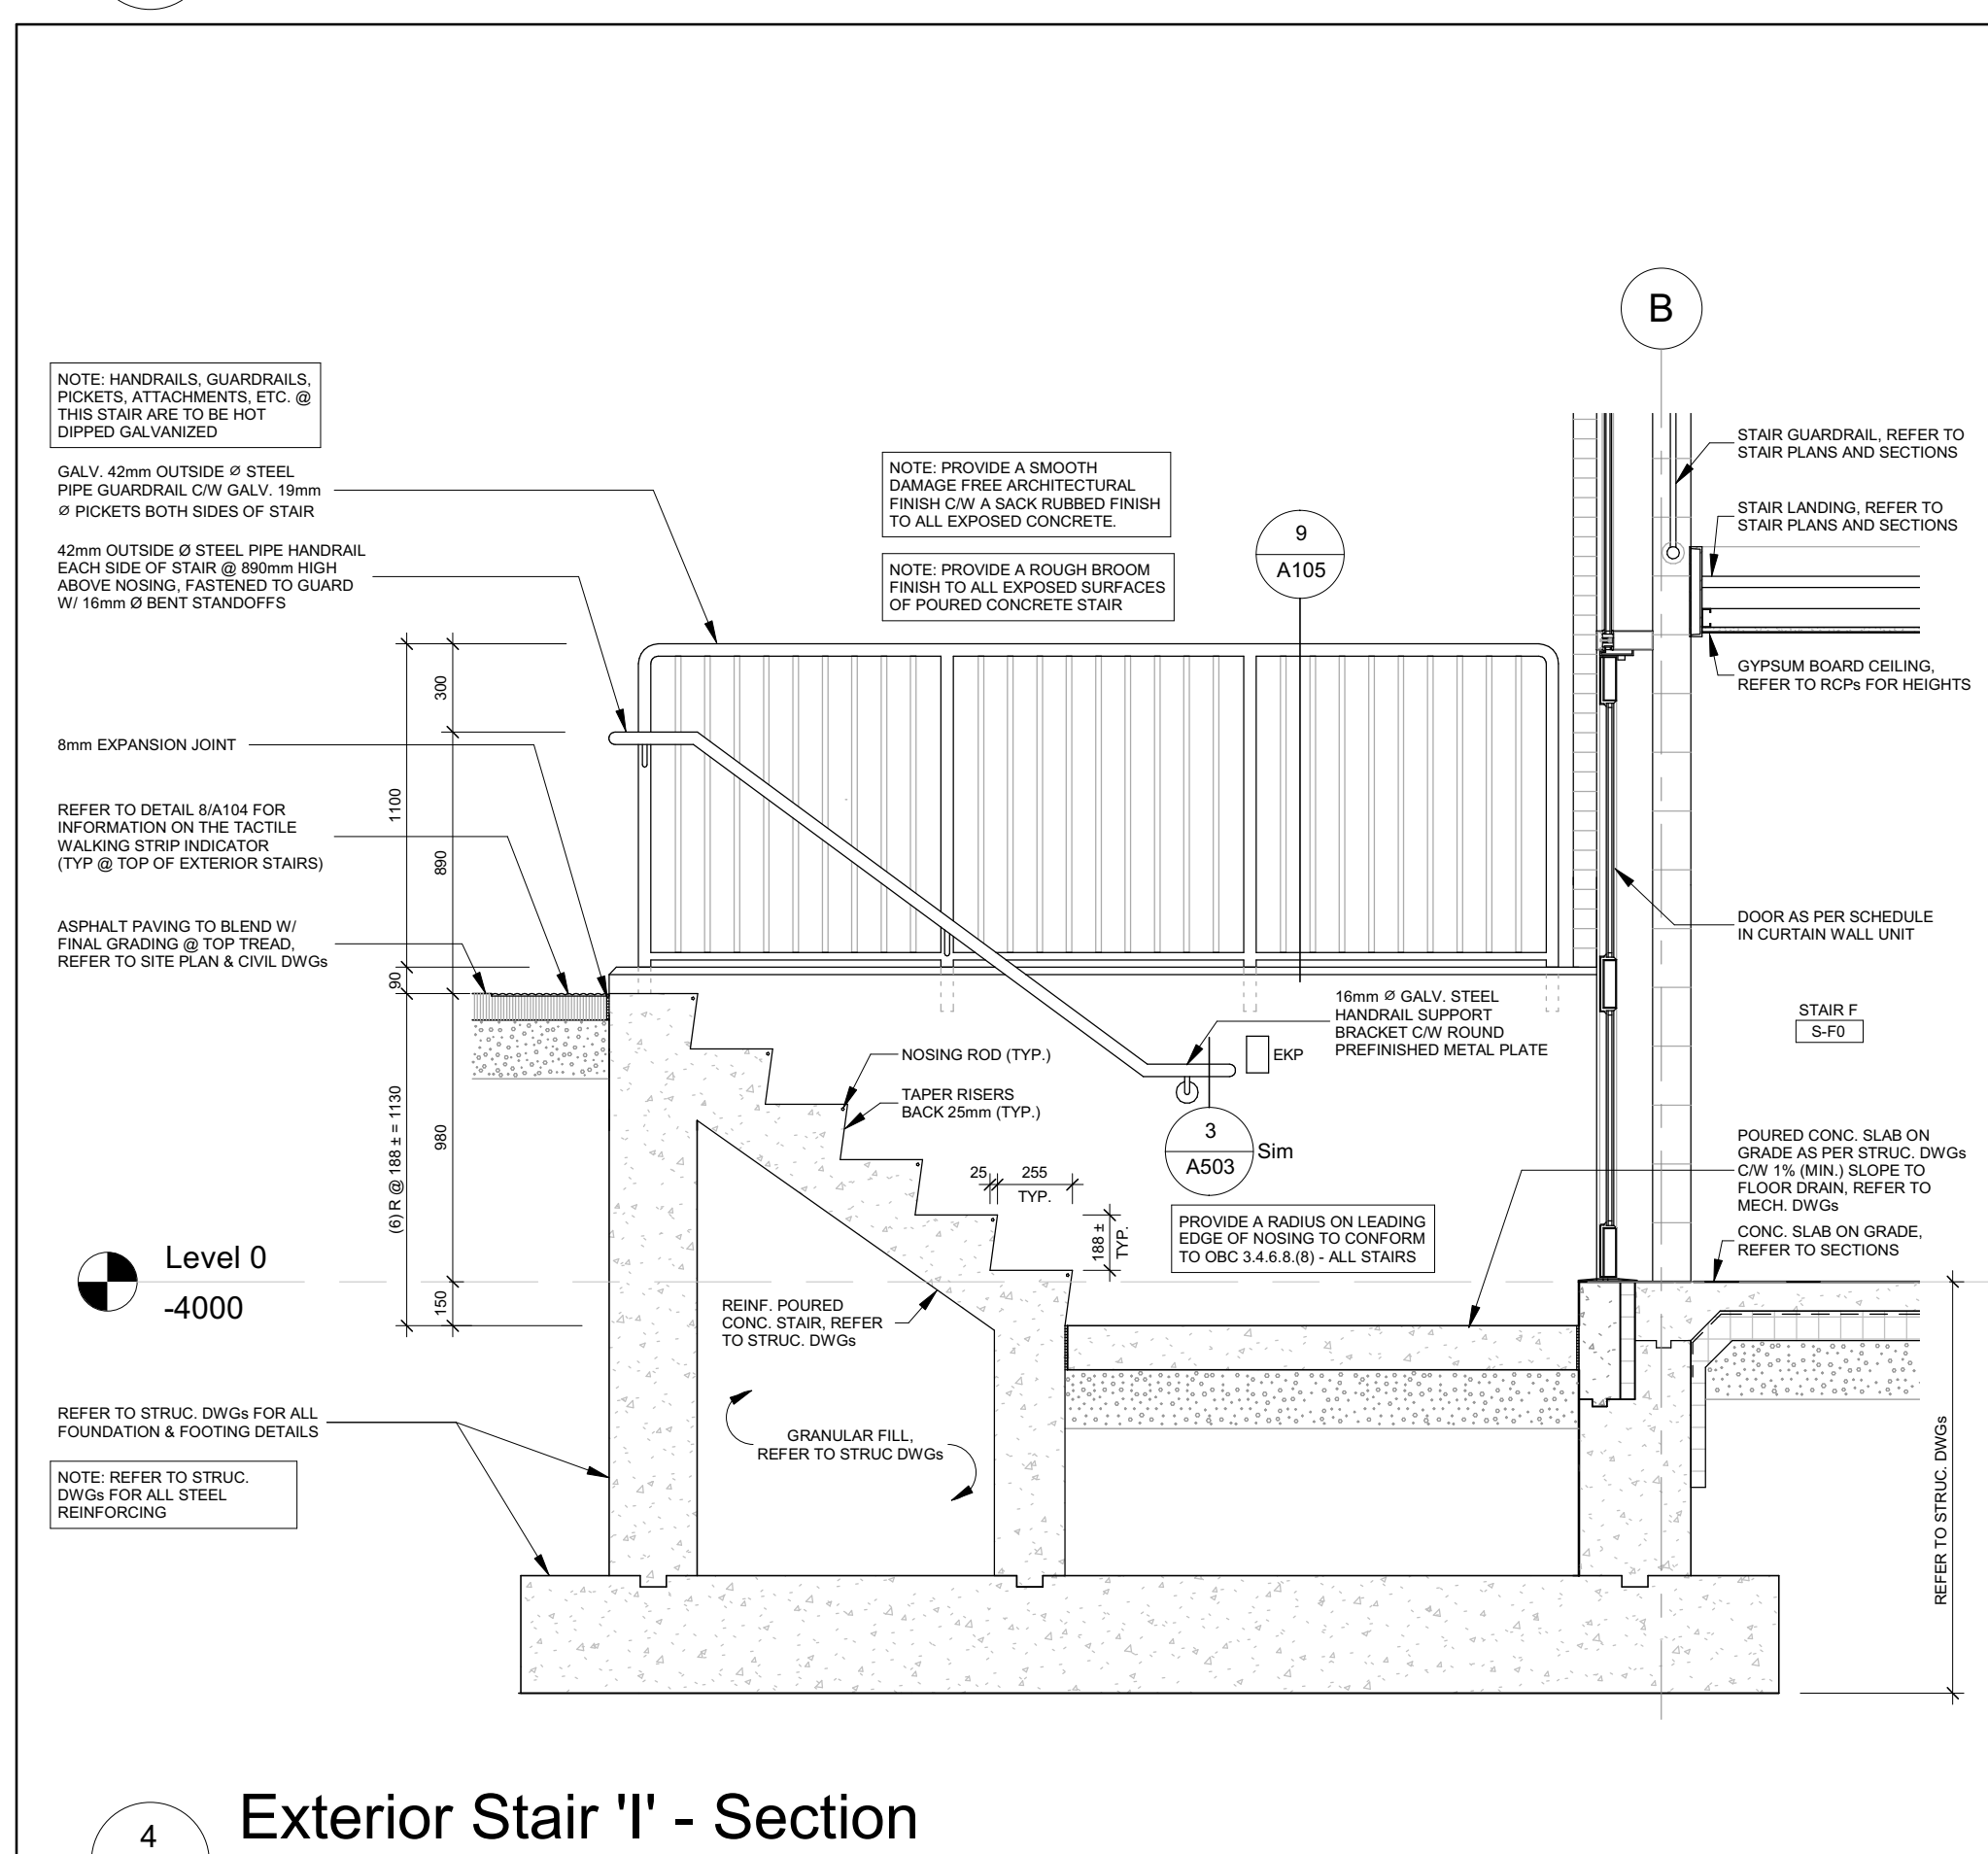 B
NOTE: HANDRAILS, GUARDRAILS,
PICKETS, ATTACHMENTS, ETC. @
THIS STAIR ARE TO BE HOT
DIPPED GALVANIZED
GALV. 42mm OUTSIDE Ø STEEL
PIPE GUARDRAIL C/W GALV. 19mm
Ø PICKETS BOTH SIDES OF STAIR
42mm OUTSIDE Ø STEEL PIPE HANDRAIL
EACH SIDE OF STAIR @ 890mm HIGH
ABOVE NOSING, FASTENED TO GUARD
W/ 16mm Ø BENT STANDOFFS
8mm EXPANSION JOINT
REFER TO DETAIL 8/A104 FOR
INFORMATION ON THE TACTILE
WALKING STRIP INDICATOR
(TYP @ TOP OF EXTERIOR STAIRS)
ASPHALT PAVING TO BLEND W/
FINAL GRADING @ TOP TREAD,
REFER TO SITE PLAN & CIVIL DWGs
NOTE: PROVIDE A SMOOTH
DAMAGE FREE ARCHITECTURAL
FINISH C/W A SACK RUBBED FINISH
TO ALL EXPOSED CONCRETE.
NOTE: PROVIDE A ROUGH BROOM
FINISH TO ALL EXPOSED SURFACES
OF POURED CONCRETE STAIR
9
A105
STAIR GUARDRAIL, REFER TO
STAIR PLANS AND SECTIONS
STAIR LANDING, REFER TO
STAIR PLANS AND SECTIONS
GYPSUM BOARD CEILING,
REFER TO RCPs FOR HEIGHTS
DOOR AS PER SCHEDULE
IN CURTAIN WALL UNIT
STAIR F
S-F0
300
1100
890
90
(6) R @ 188 ± = 1130
980
150
16mm Ø GALV. STEEL
HANDRAIL SUPPORT
BRACKET C/W ROUND
PREFINISHED METAL PLATE
EKP
NOSING ROD (TYP.)
TAPER RISERS
BACK 25mm (TYP.)
3
A503
Sim
25
255
TYP.
188 ±
TYP.
PROVIDE A RADIUS ON LEADING
EDGE OF NOSING TO CONFORM
TO OBC 3.4.6.8.(8) - ALL STAIRS
POURED CONC. SLAB ON
GRADE AS PER STRUC. DWGs
C/W 1% (MIN.) SLOPE TO
FLOOR DRAIN, REFER TO
MECH. DWGs
CONC. SLAB ON GRADE,
REFER TO SECTIONS
Level 0
-4000
REINF. POURED
CONC. STAIR, REFER
TO STRUC. DWGs
REFER TO STRUC. DWGs FOR ALL
FOUNDATION & FOOTING DETAILS
GRANULAR FILL,
REFER TO STRUC DWGs
NOTE: REFER TO STRUC.
DWGs FOR ALL STEEL
REINFORCING
REFER TO STRUC. DWGs
4
Exterior Stair 'I' - Section